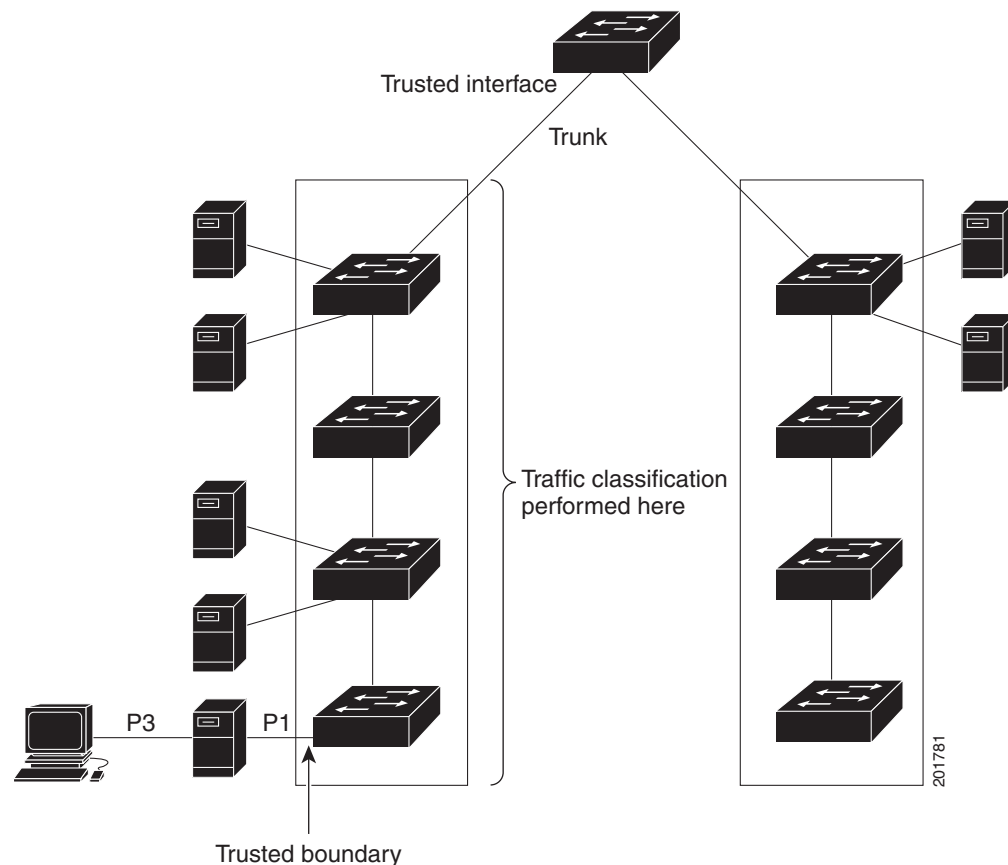 Trusted interface
Trunk
Traffic classification
performed here
P3
P1
201781
Trusted boundary